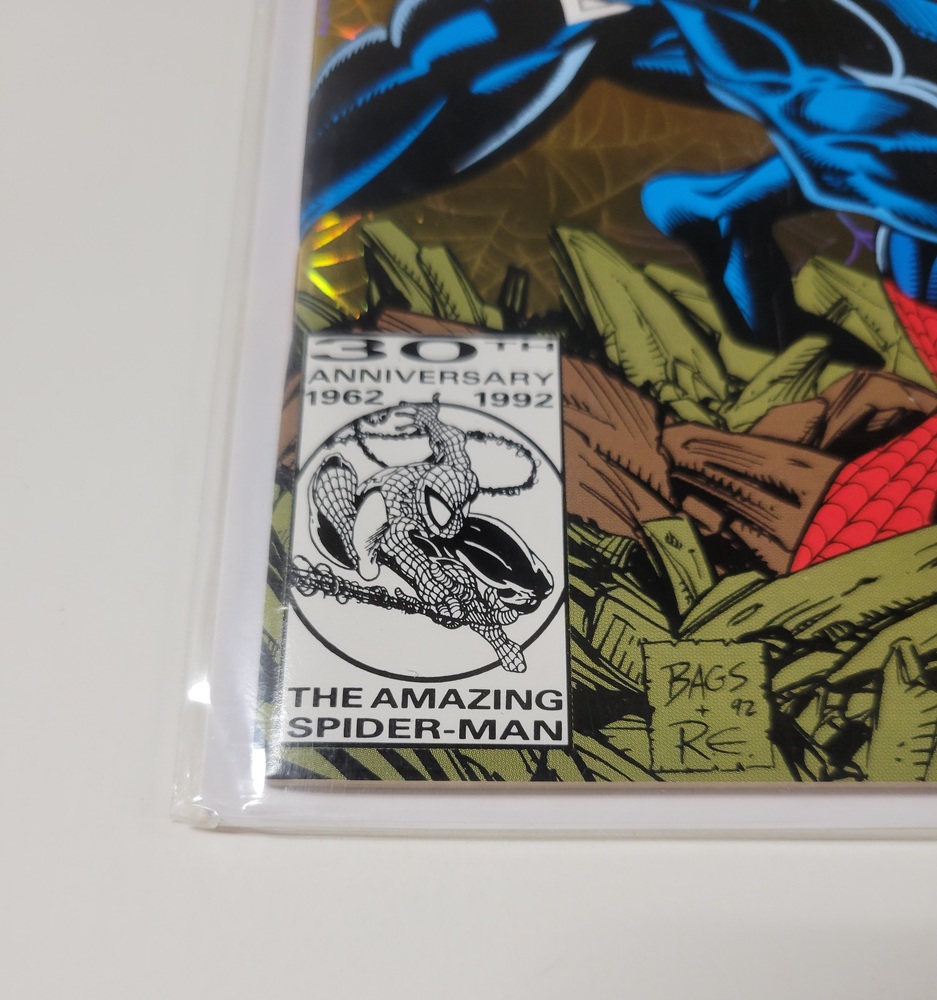 30TH
ANNIVERSARY
1962 1992
THE AMAZING
SPIDER-MAN
BAGS
+ 92
RE.